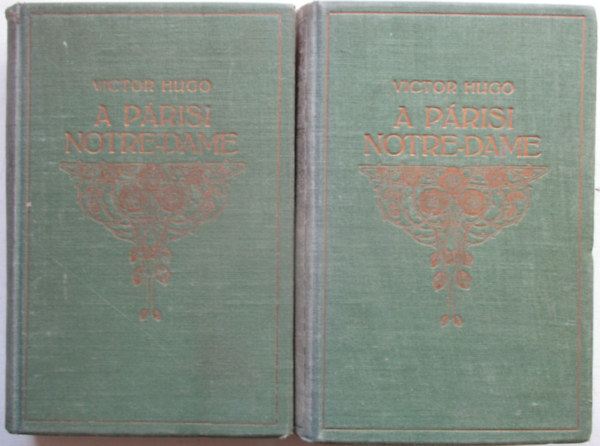 VICTOR HUGO
A PÁRISI
NOTRE-DAME
VICTOR HUGO
A PÁRISI
NOTRE-DAME